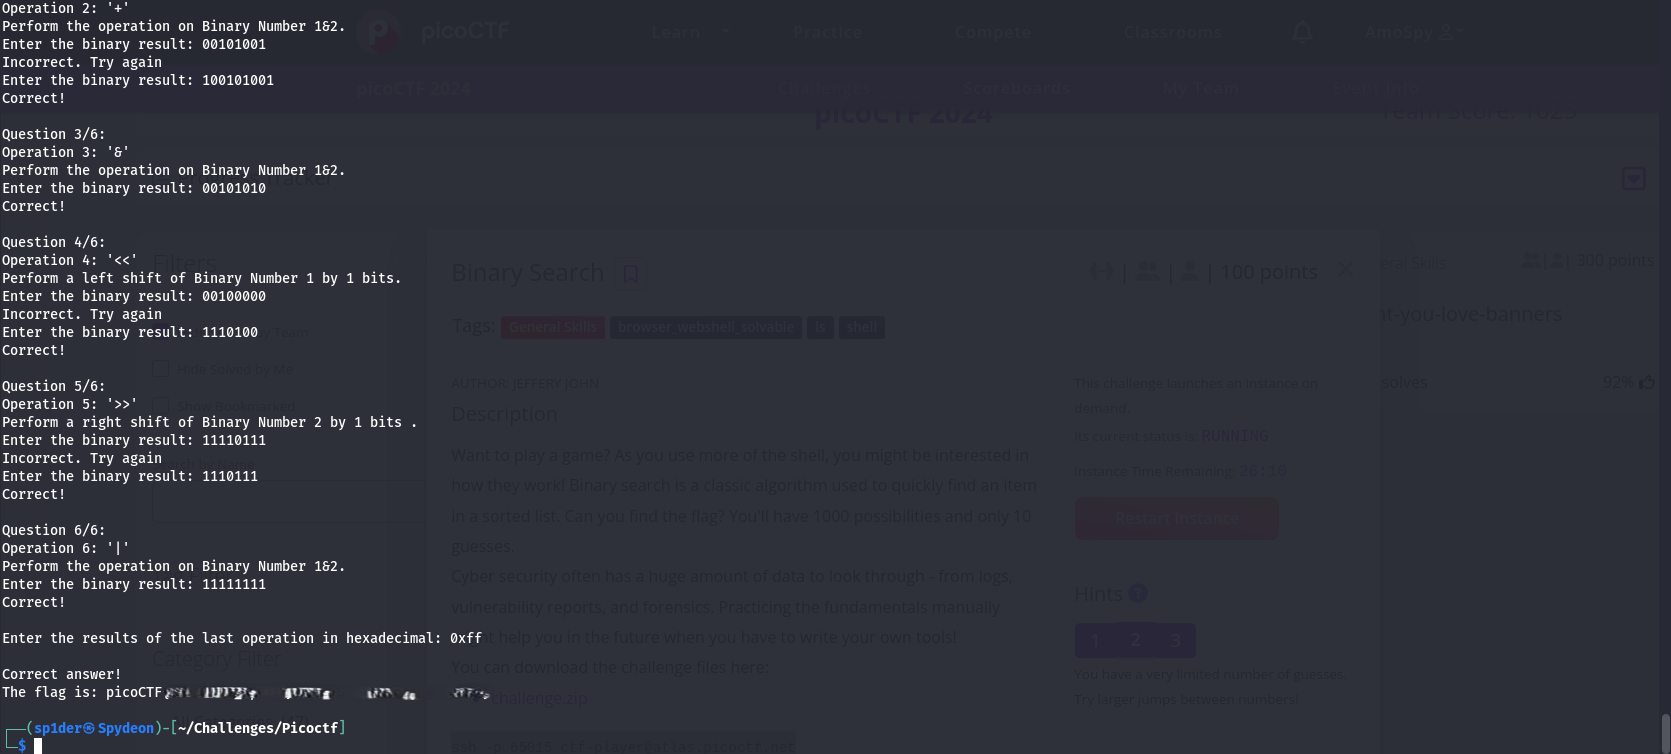 Operation 2: '+'
Perform the operation on Binary Number 1&2.
Enter the binary result: 00101001
Incorrect. Try again
Enter the binary result: 100101001
Correct!
Question 3/6:
Operation 3: '&'
Perform the operation on Binary Number 1&2.
Enter the binary result: 00101010
Correct!
Question 4/6:
Operation 4: '<<'
Perform a left shift of Binary Number 1 by 1 bits.
Enter the binary result: 00100000
Incorrect. Try again
Enter the binary result: 1110100
Correct!
Question 5/6:
Operation 5: '>>'
Perform a right shift of Binary Number 2 by 1 bits .
Enter the binary result: 11110111
Incorrect. Try again
Enter the binary result: 1110111
Correct!
Question 6/6:
Operation 6: '|'
Perform the operation on Binary Number 1&2.
Enter the binary result: 11111111
Correct!
Enter the results of the last operation in hexadecimal: 0xff
Correct answer!
The flag is: picoCTF
┌──(sp1der㉿Spydeon)-[~/Challenges/Picoctf]
└─$
picoCTF
Learn
Practice
Compete
Classrooms
AmoSpy
picoCTF 2024
Challenges
Scoreboards
My Team
Event Info
picoCTF 2024
Team Score: 1025
Tracker
Filters
Team
Hide Solved by Me
Show Bookmarked
Category Filter
Binary Search
| | | 100 points
Tags: General Skills browser_webshell_solvable ls shell
AUTHOR: JEFFERY JOHN
Description
Want to play a game? As you use more of the shell, you might be interested in
how they work! Binary search is a classic algorithm used to quickly find an item
in a sorted list. Can you find the flag? You'll have 1000 possibilities and only 10
guesses.
Cyber security often has a huge amount of data to look through - from logs,
vulnerability reports, and forensics. Practicing the fundamentals manually
help you in the future when you have to write your own tools!
You can download the challenge files here:
challenge.zip
This challenge launches an instance on
demand.
Its current status is: RUNNING
Instance Time Remaining: 26:10
Restart Instance
Hints ?
1 2 3
You have a very limited number of guesses.
Try larger jumps between numbers!
Skills
| | 300 points
nt-you-love-banners
solves
92%